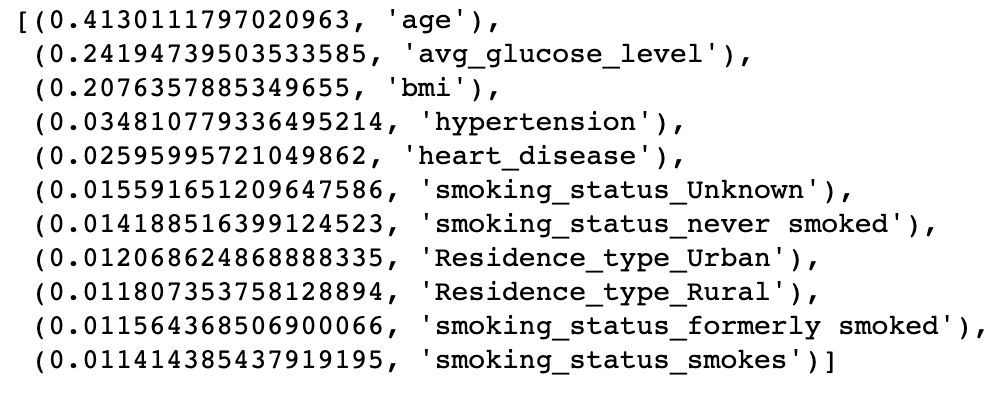 [(0.4130111797020963, 'age'),
(0.24194739503533585, 'avg_glucose_level'),
(0.2076357885349655, 'bmi'),
(0.034810779336495214, 'hypertension'),
(0.02595995721049862, 'heart_disease'),
(0.015591651209647586, 'smoking_status_Unknown'),
(0.014188516399124523, 'smoking_status_never smoked'),
(0.012068624868888335, 'Residence_type_Urban'),
(0.011807353758128894, 'Residence_type_Rural'),
(0.011564368506900066, 'smoking_status_formerly smoked'),
(0.011414385437919195, 'smoking_status_smokes')]